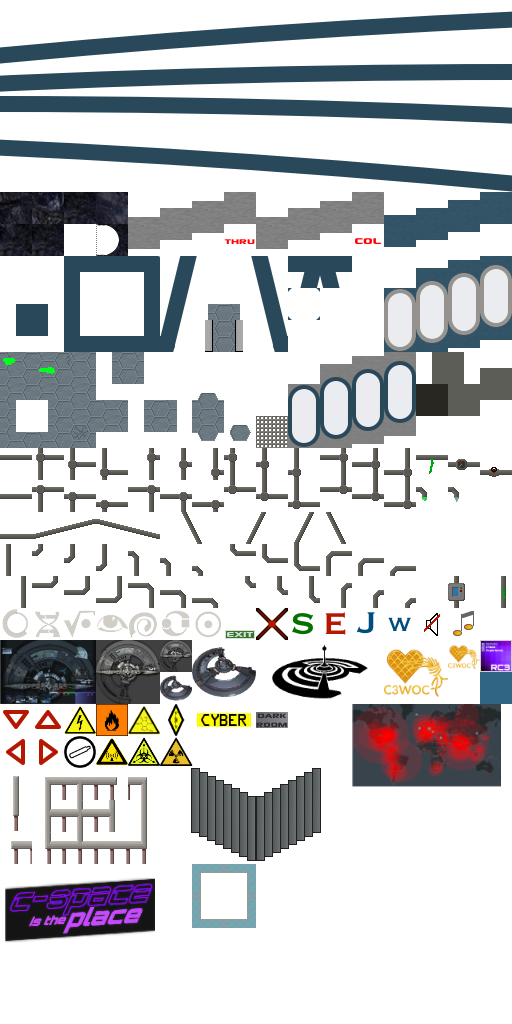 THRU COL
EXIT S E J w
C3WOC C3WOC RC3
CYBER DARK
ROOM
c-space
is the place